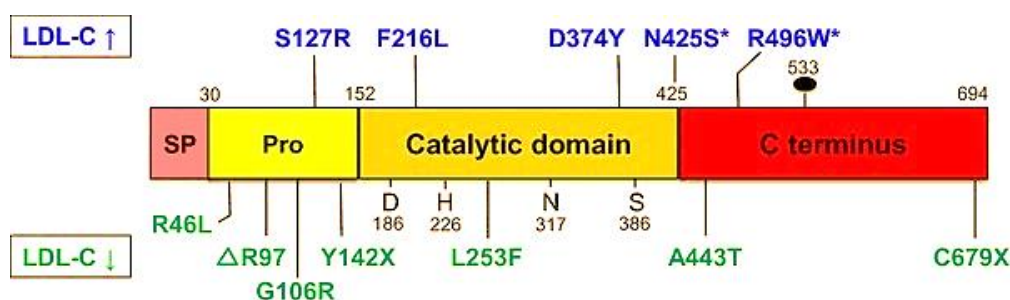 LDL-C ↑ S127R F216L D374Y N425S* R496W*
533
30 152 425 694
SP Pro Catalytic domain C terminus
D H N S
186 226 317 386
R46L
LDL-C ↓ △R97 Y142X L253F A443T C679X
G106R